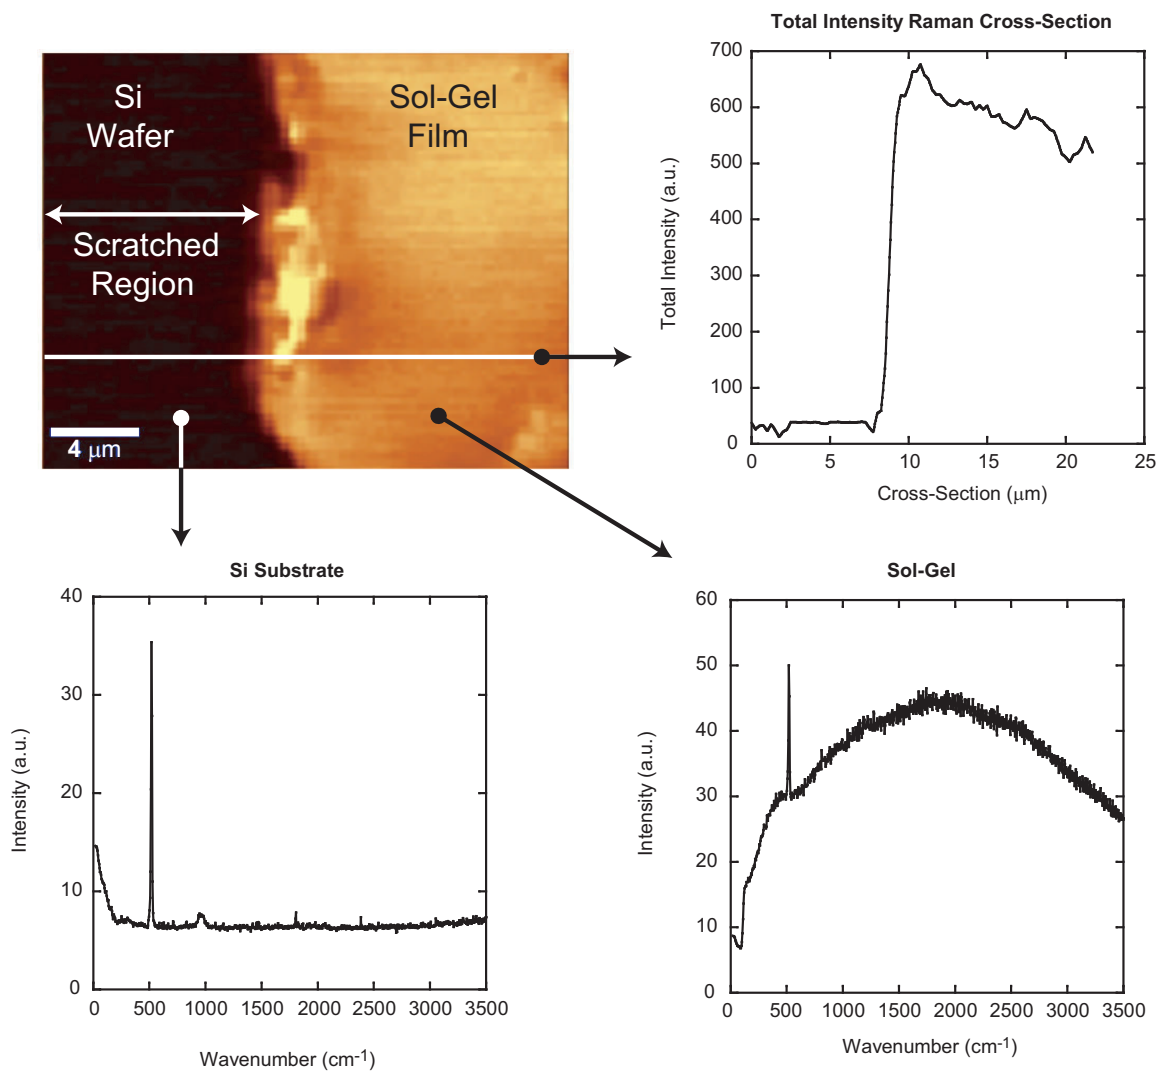 Total Intensity Raman Cross-Section
Si
Wafer
Sol-Gel
Film
Scratched
Region
4 μm
700
600
500
400
300
200
100
0
Total Intensity (a.u.)
0 5 10 15 20 25
Cross-Section (μm)
Si Substrate
40
30
20
10
0
Intensity (a.u.)
0 500 1000 1500 2000 2500 3000 3500
Wavenumber (cm-1)
Sol-Gel
60
50
40
30
20
10
0
Intensity (a.u.)
0 500 1000 1500 2000 2500 3000 3500
Wavenumber (cm-1)